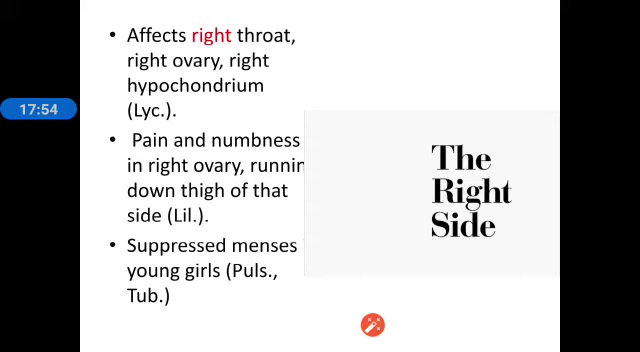 • Affects right throat,
right ovary, right
hypochondrium
(Lyc.).
• Pain and numbness
in right ovary,
down thigh of that
side (Lil.).
• Suppressed menses
young girls (Puls.,
Tub.)
17:54
The
Right
Side